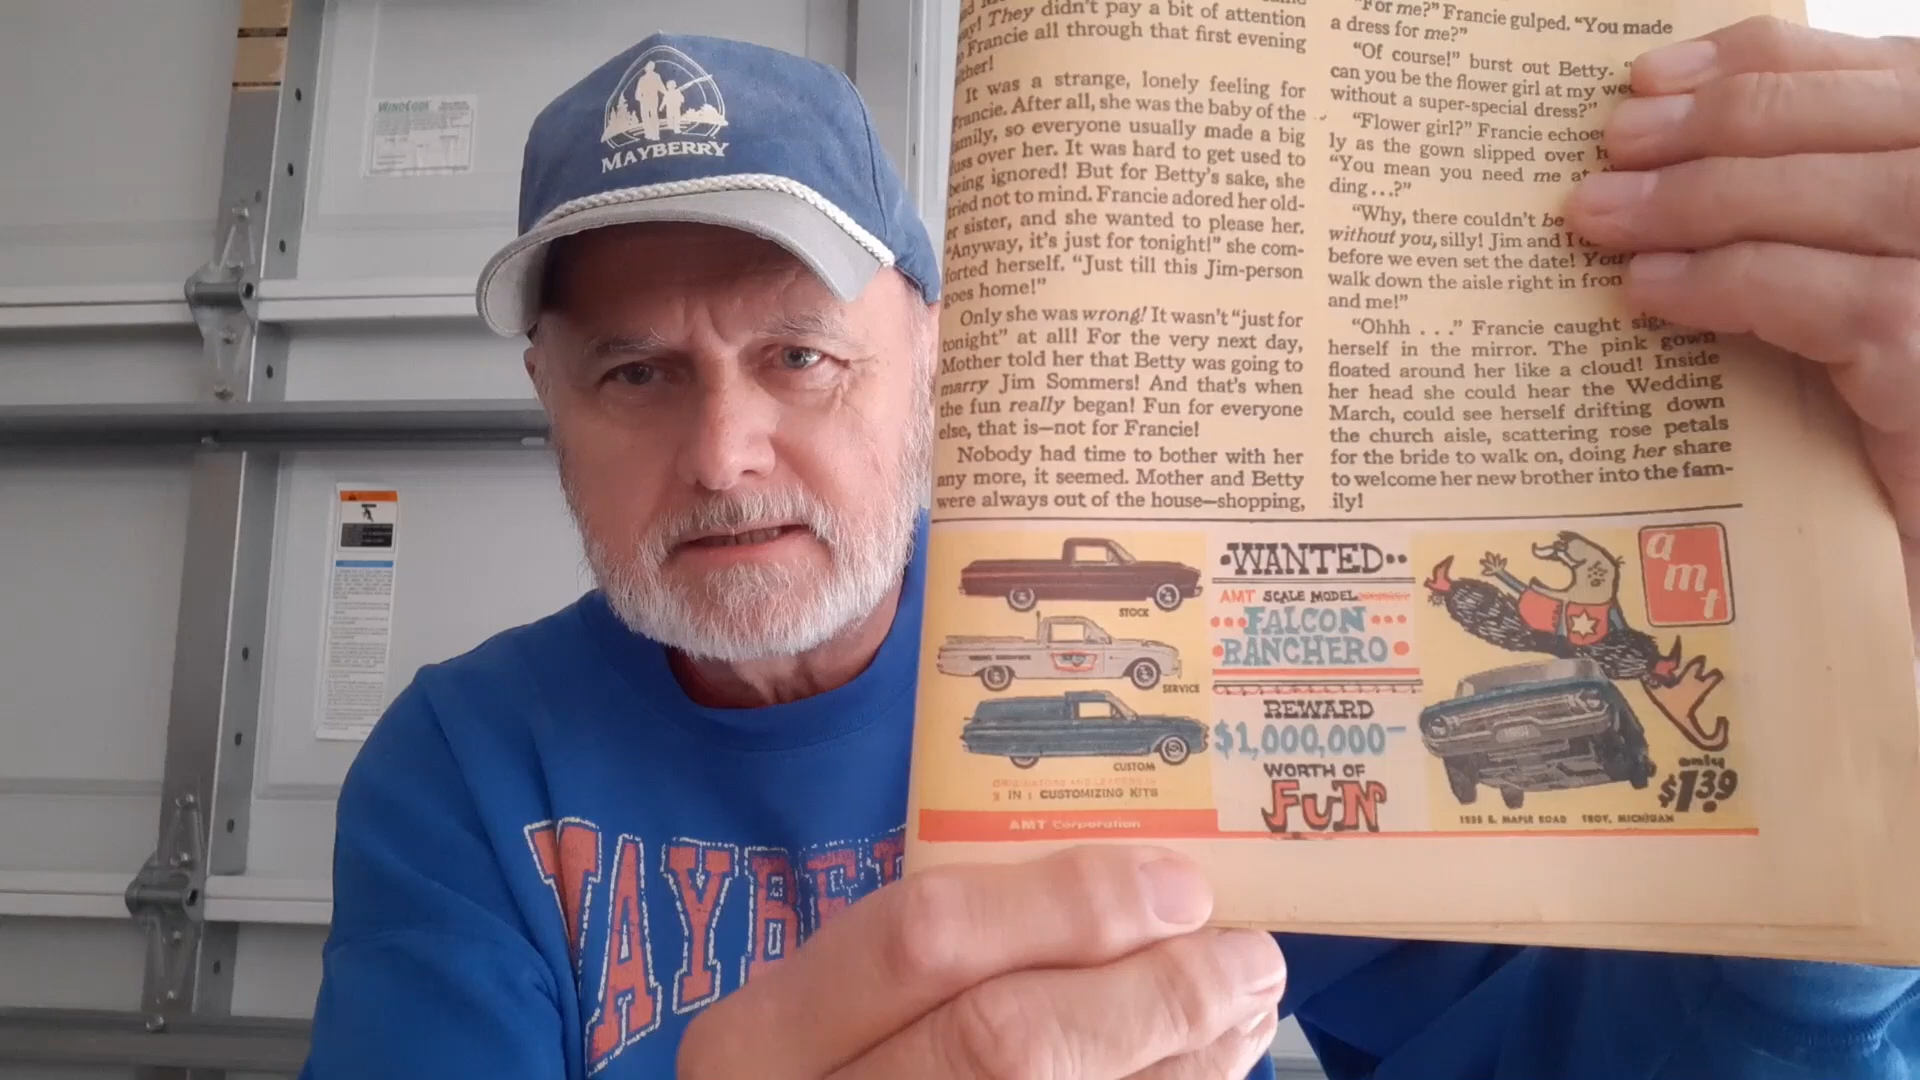 MAYBERRY
WINDCODE
They didn't pay a bit of attention
Francie all through that first evening
It was a strange, lonely feeling for
Francie. After all, she was the baby of the
family, so everyone usually made a big
fuss over her. It was hard to get used to
being ignored! But for Betty's sake, she
tried not to mind. Francie adored her old-
er sister, and she wanted to please her.
"Anyway, it's just for tonight!" she com-
forted herself. "Just till this Jim-person
goes home!"
Only she was wrong! It wasn't "just for
tonight" at all! For the very next day,
Mother told her that Betty was going to
marry Jim Sommers! And that's when
the fun really began! Fun for everyone
else, that is—not for Francie!
Nobody had time to bother with her
any more, it seemed. Mother and Betty
were always out of the house—shopping,
"For me?" Francie gulped. "You made
a dress for me?"
"Of course!" burst out Betty. "
can you be the flower girl at my
without a super-special dress?"
"Flower girl?" Francie echoed
ly as the gown slipped over
"You mean you need me at
ding...?"
"Why, there couldn't be
without you, silly! Jim and I
before we even set the date! You
walk down the aisle right in fron
and me!"
"Ohhh . . ." Francie caught
herself in the mirror. The pink gown
floated around her like a cloud! Inside
her head she could hear the Wedding
March, could see herself drifting down
the church aisle, scattering rose petals
for the bride to walk on, doing her share
to welcome her new brother into the fam-
ily!
STOCK
SERVICE
CUSTOM
ORIGINATORS AND LEADERS IN
3 IN 1 CUSTOMIZING KITS
AMT Corporation
WANTED
AMT SCALE MODEL
FALCON
RANCHERO
REWARD
$1,000,000
WORTH OF
FUN
amt
only
$1.39
MAPLE ROAD TROY, MICHIGAN
AYBER